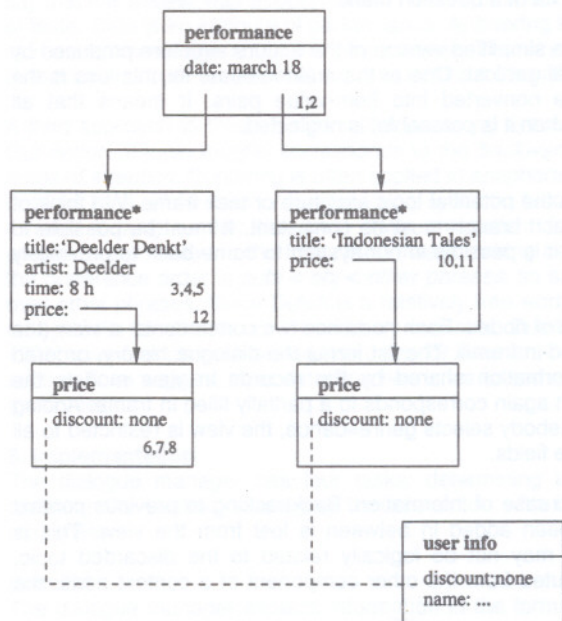 performance
date: march 18
1,2
performance*
title:‘Deelder Denkt’
artist: Deelder
time: 8 h 3,4,5
price: 12
performance*
title: ‘Indonesian Tales’
price: 10,11
price
discount: none
6,7,8
price
discount: none
user info
discount;none
name: ...